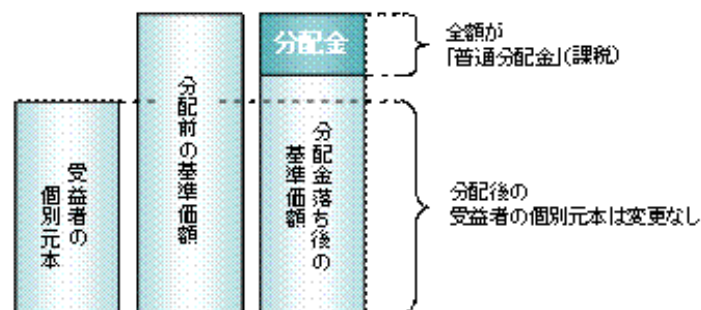 分配金
全額が
「普通分配金」(課税)
受益者の
個別元本
分配前の基準価額
分配金落ち後の
基準価額
分配後の
受益者の個別元本は変更なし